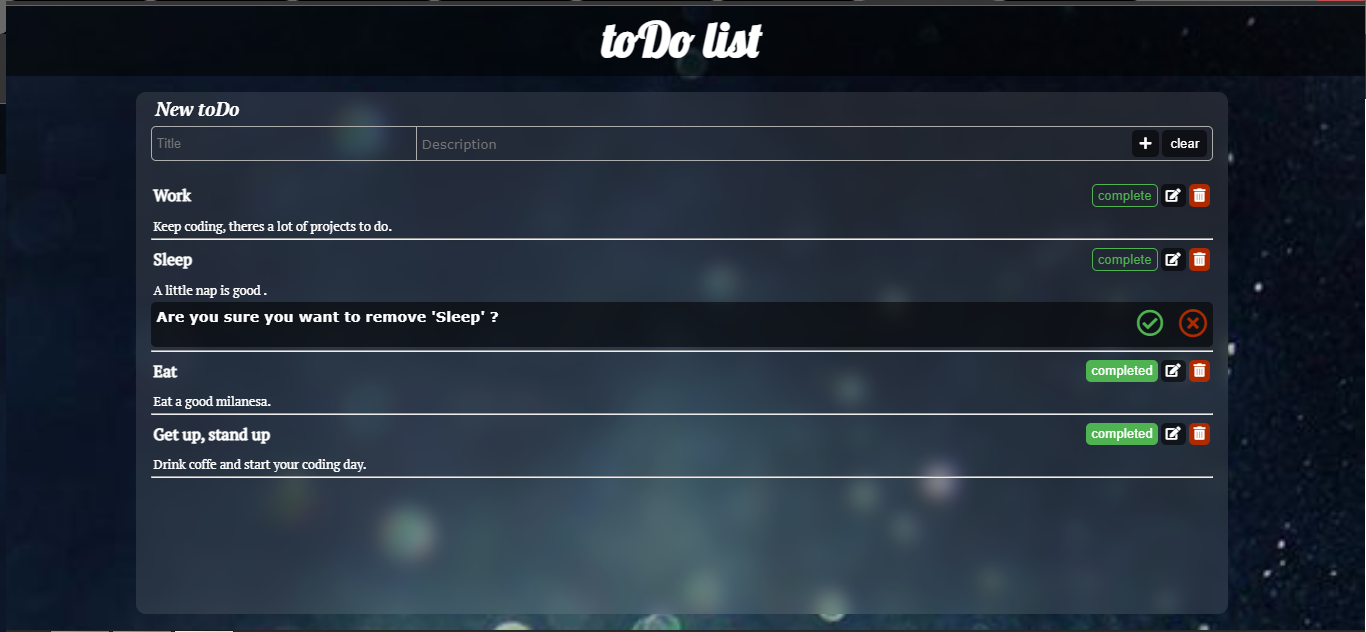 toDo list
New toDo
Title Description clear
Work complete
Keep coding, theres a lot of projects to do.
Sleep complete
A little nap is good .
Are you sure you want to remove 'Sleep' ?
Eat completed
Eat a good milanesa.
Get up, stand up completed
Drink coffe and start your coding day.